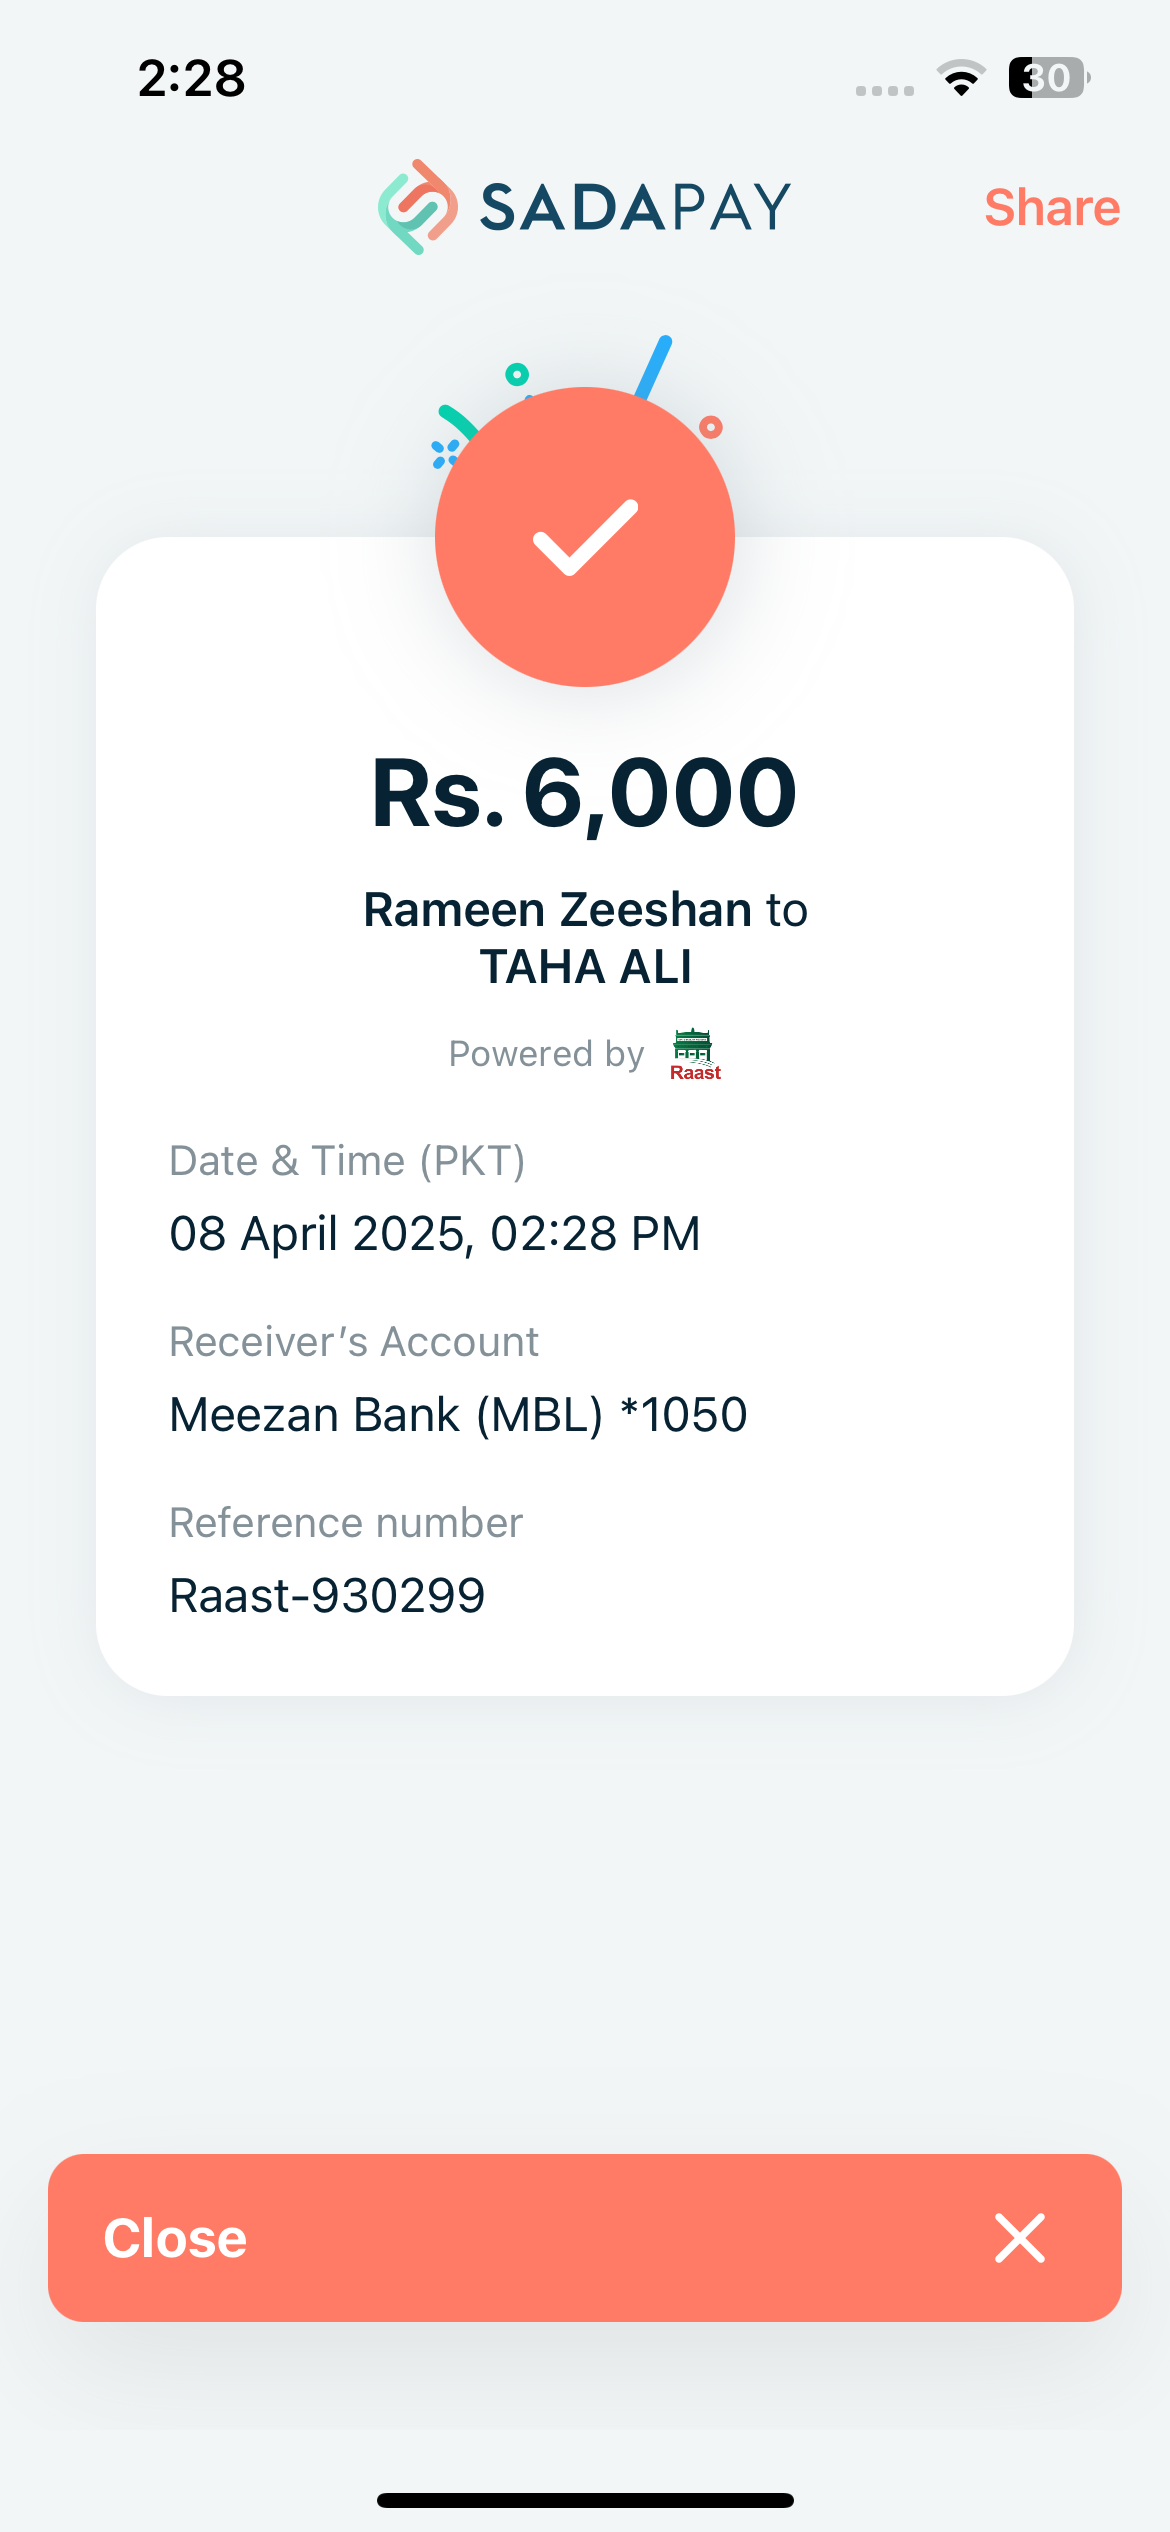 2:28
30
SADAPAY
Share
Rs. 6,000
Rameen Zeeshan to
TAHA ALI
Powered by Raast
Date & Time (PKT)
08 April 2025, 02:28 PM
Receiver's Account
Meezan Bank (MBL) *1050
Reference number
Raast-930299
Close